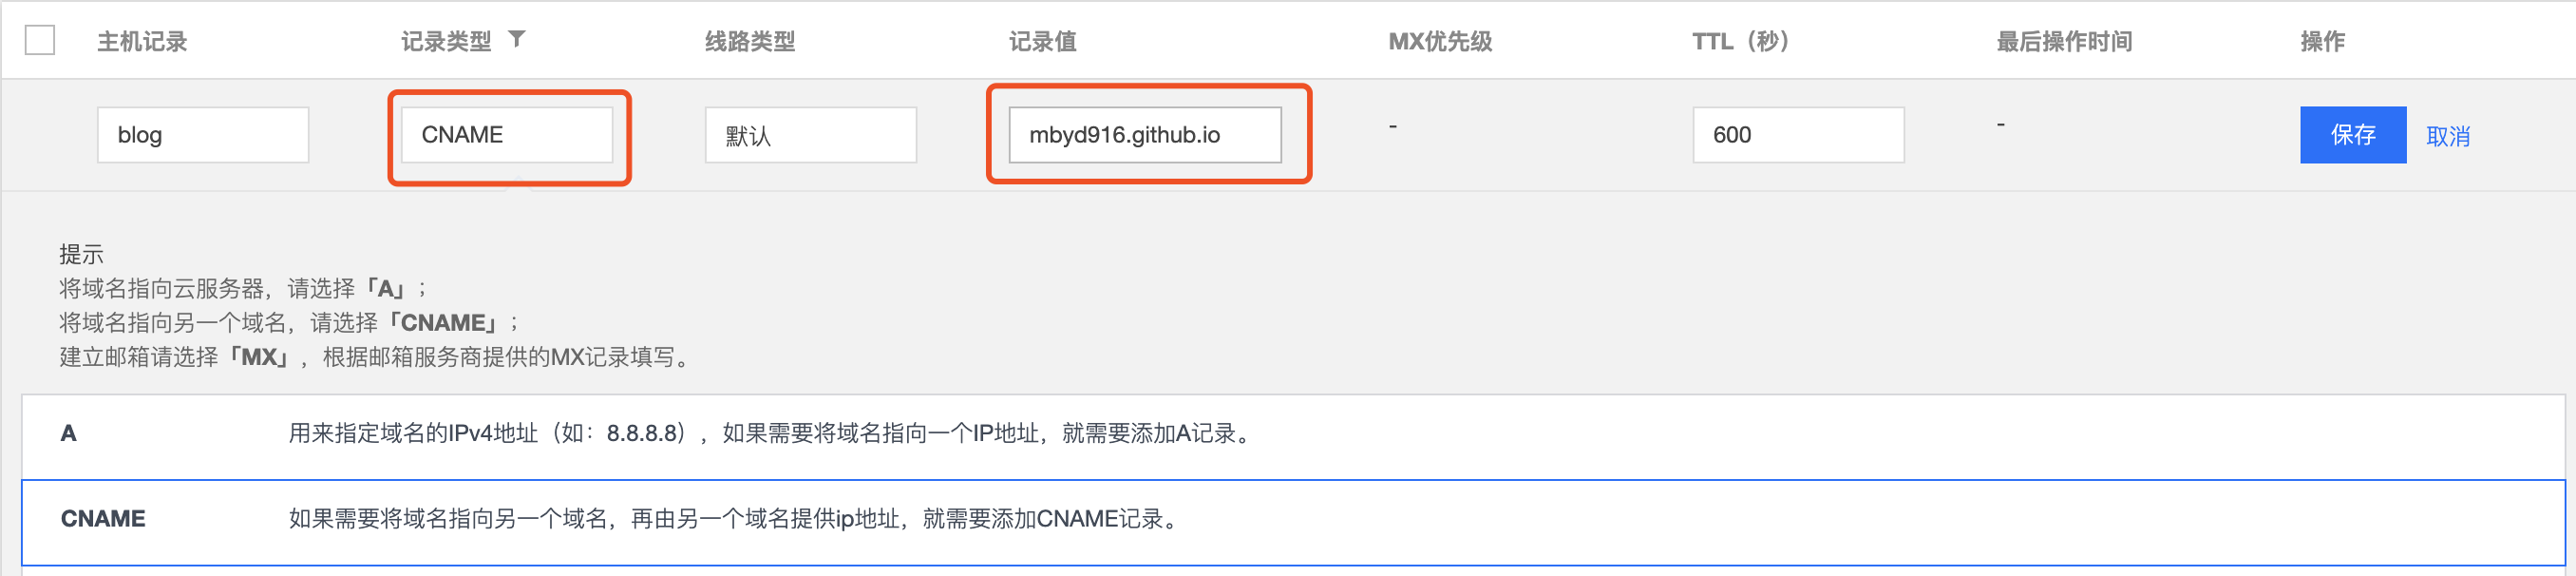 主机记录 记录类型 线路类型 记录值 MX优先级 TTL（秒） 最后操作时间 操作
blog CNAME 默认 mbyd916.github.io - 600 - 保存 取消
提示
将域名指向云服务器，请选择「A」；
将域名指向另一个域名，请选择「CNAME」；
建立邮箱请选择「MX」，根据邮箱服务商提供的MX记录填写。
A 用来指定域名的IPv4地址（如：8.8.8.8），如果需要将域名指向一个IP地址，就需要添加A记录。
CNAME 如果需要将域名指向另一个域名，再由另一个域名提供ip地址，就需要添加CNAME记录。